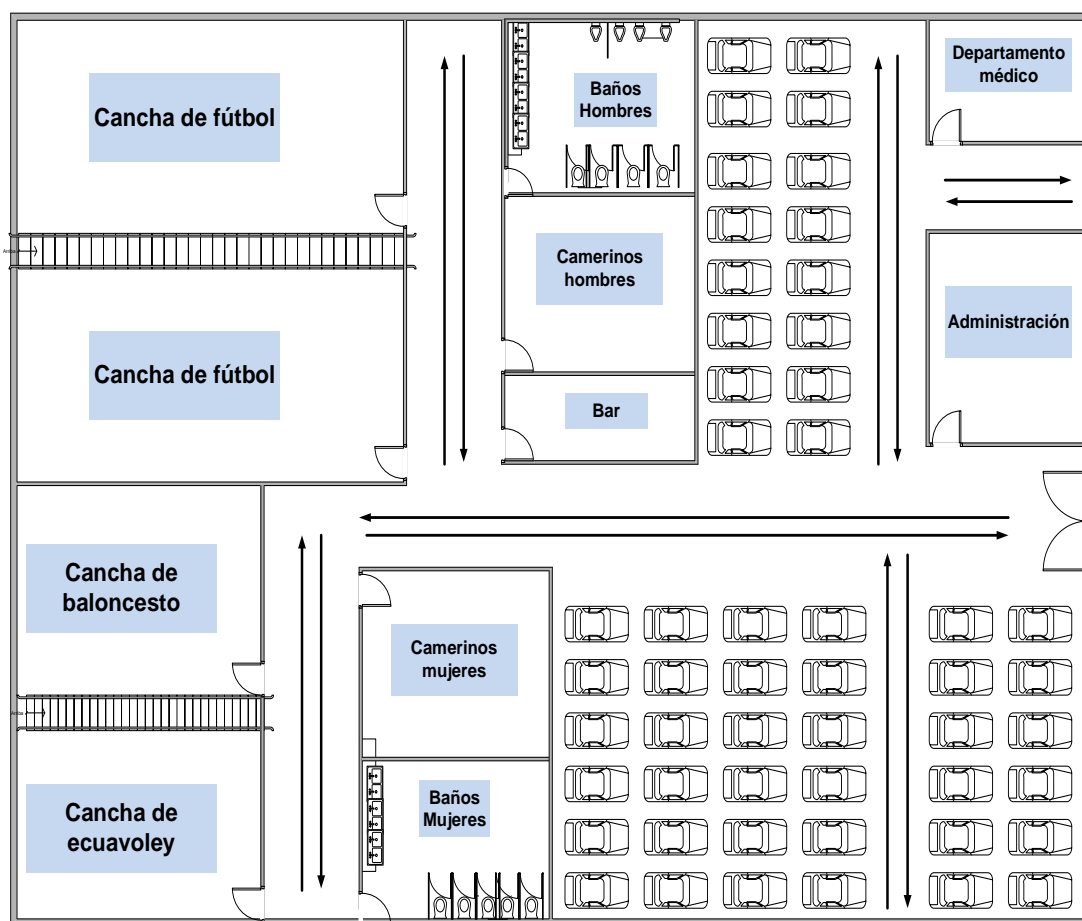 Cancha de fútbol
Baños
Hombres
Departamento
médico
Camerinos
hombres
Cancha de fútbol
Administración
Bar
Cancha de
baloncesto
Camerinos
mujeres
Cancha de
ecuavoley
Baños
Mujeres